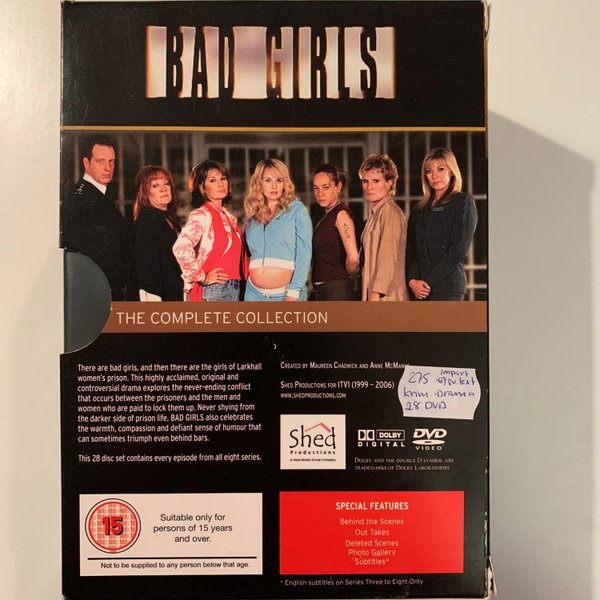 BAD GIRLS
THE COMPLETE COLLECTION
There are bad girls, and then there are the girls of Larkhall
women's prison. This highly acclaimed, original and
controversial drama explores the never-ending conflict
that occurs between the prisoners and the men and
women who are paid to lock them up. Never shying from
the darker side of prison life, BAD GIRLS also celebrates
the warmth, compassion and defiant sense of humour that
can sometimes triumph even behind bars.
This 28 disc set contains every episode from all eight series.
CREATED BY MAUREEN CHADWICK AND ANNE MCMAN
SHED PRODUCTIONS FOR ITV1 (1999 – 2006)
WWW.SHEDPRODUCTIONS.COM
275 import
krim.-Drama
28 DVD
Shed
Productions
A Shed Media Group Company
DOLBY
DIGITAL
DVD
VIDEO
DOLBY AND THE DOUBLE-D SYMBOL ARE
TRADEMARKS OF DOLBY LABORATORIES
15
Suitable only for
persons of 15 years
and over.
Not to be supplied to any person below that age.
SPECIAL FEATURES
Behind the Scenes
Out Takes
Deleted Scenes
Photo Gallery
Subtitles*
* English subtitles on Series Three to Eight Only